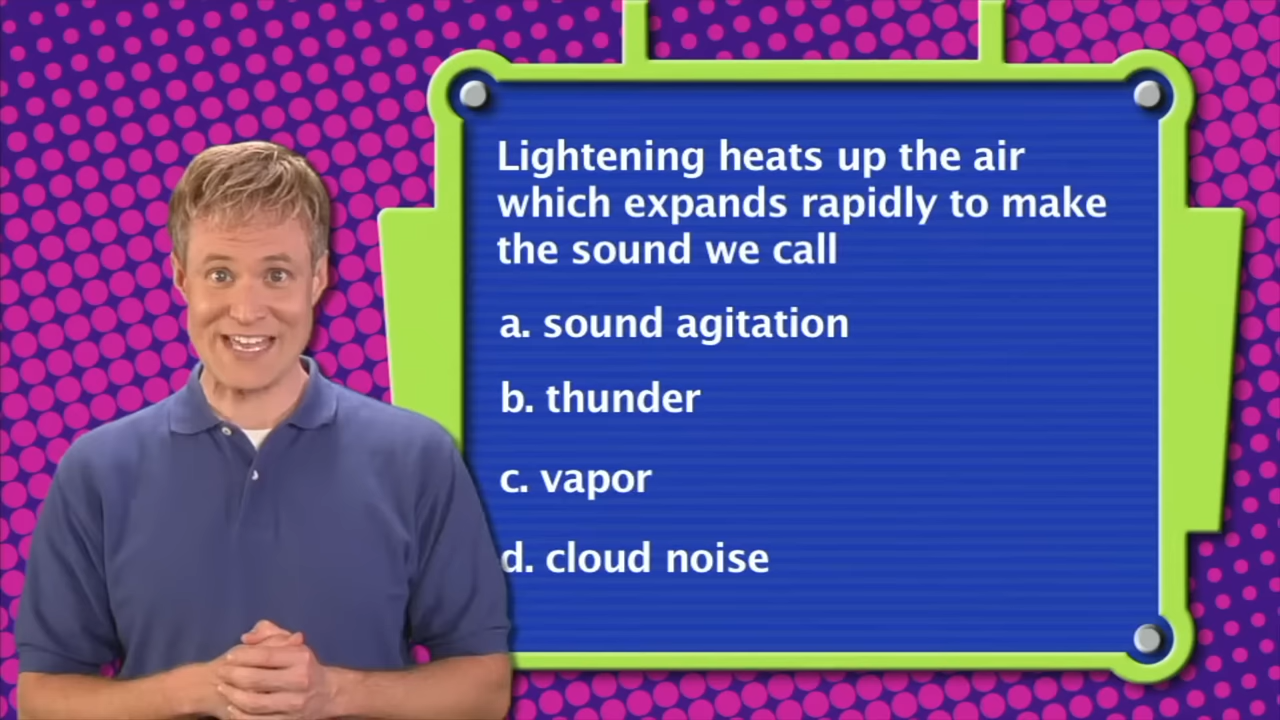 Lightening heats up the air
which expands rapidly to make
the sound we call
a. sound agitation
b. thunder
c. vapor
d. cloud noise